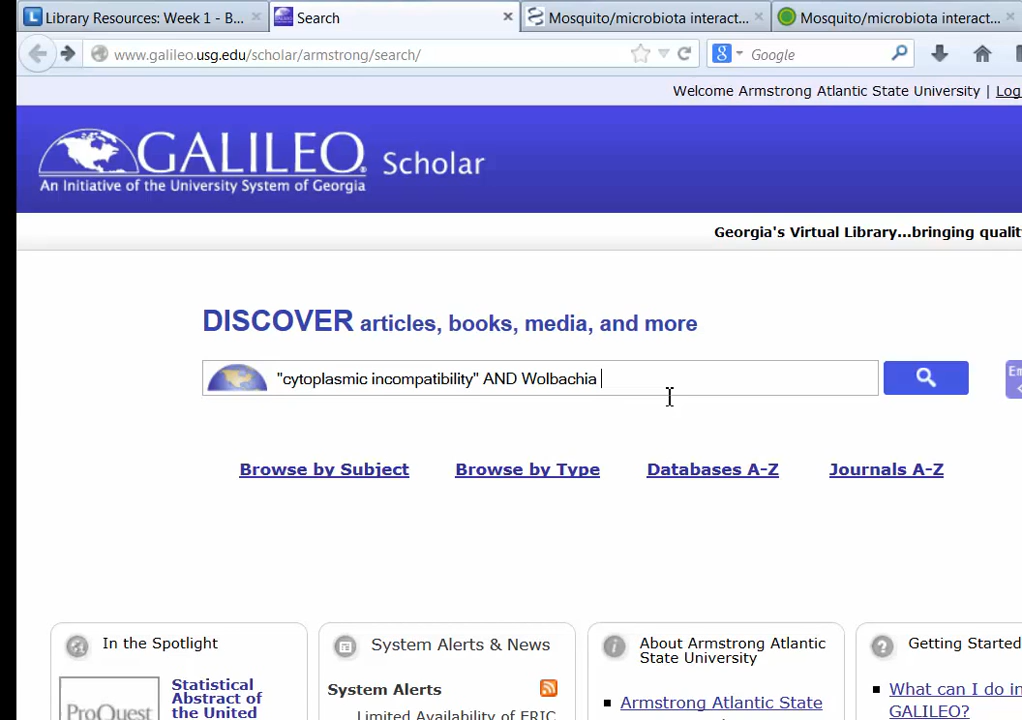 Library Resources: Week 1 - B...
Search
Mosquito/microbiota interact...
Mosquito/microbiota interact...
www.galileo.usg.edu/scholar/armstrong/search/
Google
Welcome Armstrong Atlantic State University | Log
GALILEO Scholar
An Initiative of the University System of Georgia
Georgia's Virtual Library...bringing qualit
DISCOVER articles, books, media, and more
"cytoplasmic incompatibility" AND Wolbachia
Em
Browse by Subject
Browse by Type
Databases A-Z
Journals A-Z
In the Spotlight
ProQuest
Statistical
Abstract of
the United
System Alerts & News
System Alerts
Limited Availability of ERIC
About Armstrong Atlantic
State University
Armstrong Atlantic State
Getting Started
What can I do in
GALILEO?